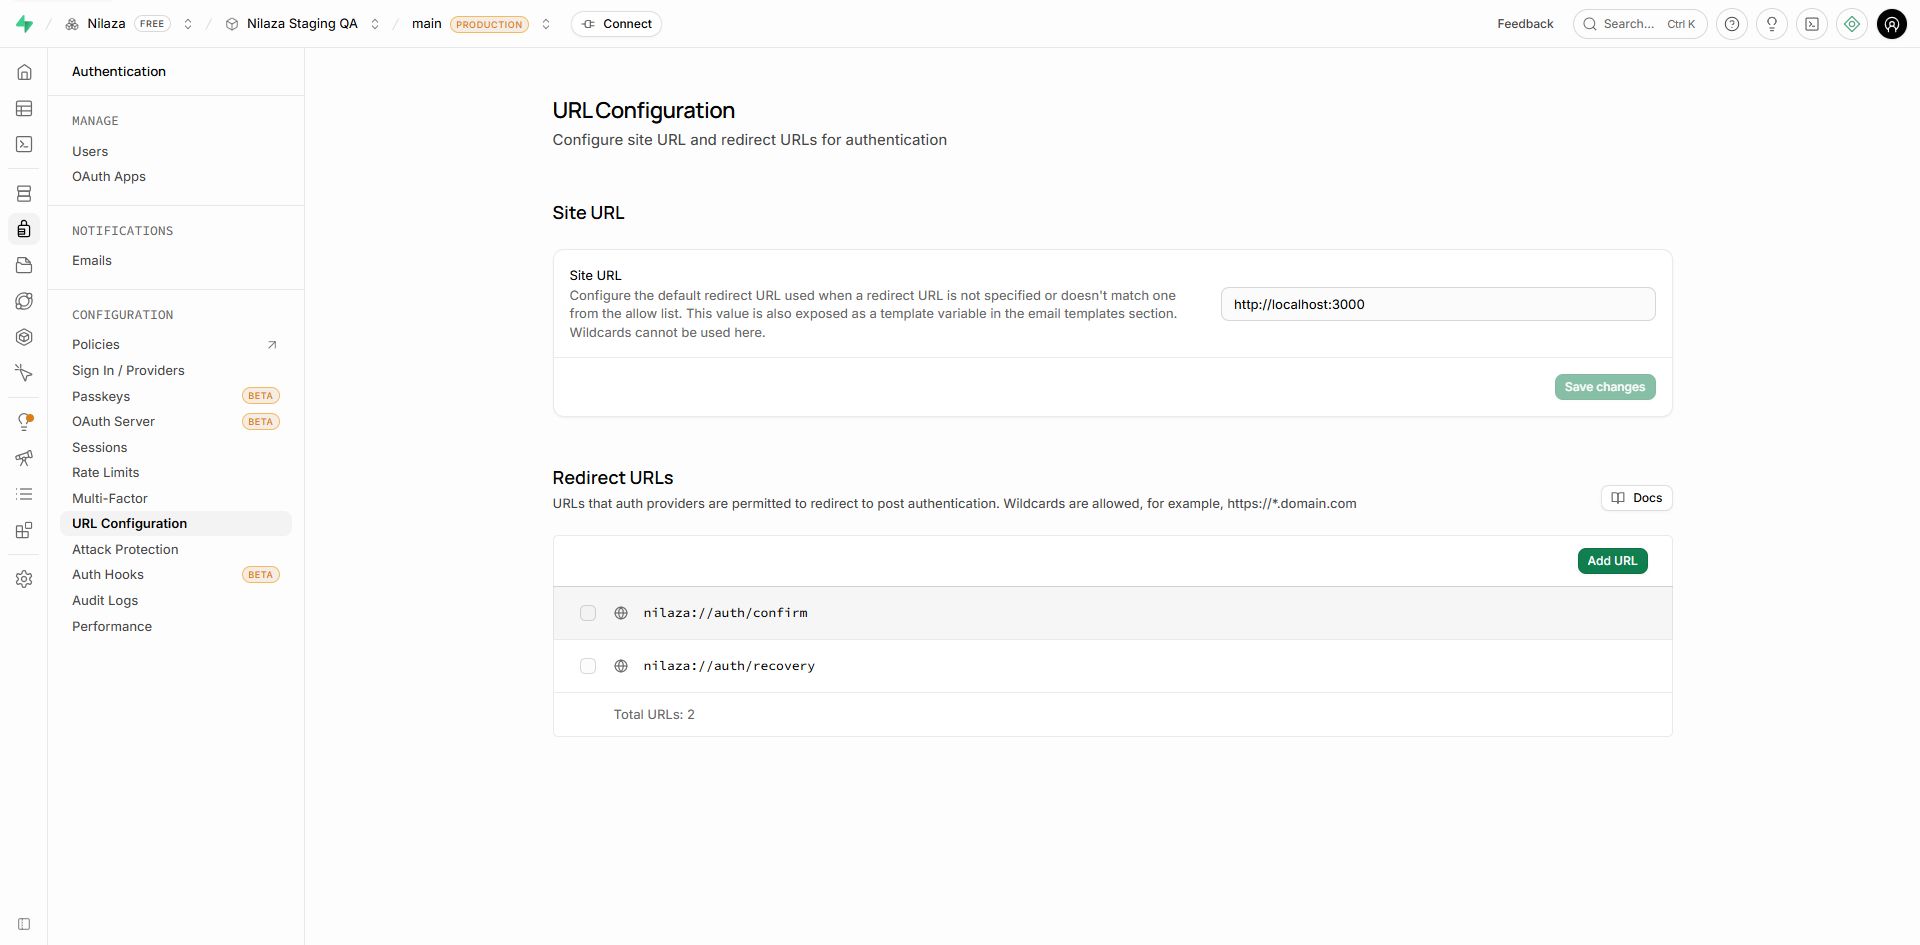 Nilaza FREE
Nilaza Staging QA
main PRODUCTION
Connect
Feedback
Search... Ctrl K
Authentication
MANAGE
Users
OAuth Apps
NOTIFICATIONS
Emails
CONFIGURATION
Policies
Sign In / Providers
Passkeys BETA
OAuth Server BETA
Sessions
Rate Limits
Multi-Factor
URL Configuration
Attack Protection
Auth Hooks BETA
Audit Logs
Performance
URL Configuration
Configure site URL and redirect URLs for authentication
Site URL
Site URL
Configure the default redirect URL used when a redirect URL is not specified or doesn't match one
from the allow list. This value is also exposed as a template variable in the email templates section.
Wildcards cannot be used here.
http://localhost:3000
Save changes
Redirect URLs
URLs that auth providers are permitted to redirect to post authentication. Wildcards are allowed, for example, https://*.domain.com
Docs
Add URL
nilaza://auth/confirm
nilaza://auth/recovery
Total URLs: 2